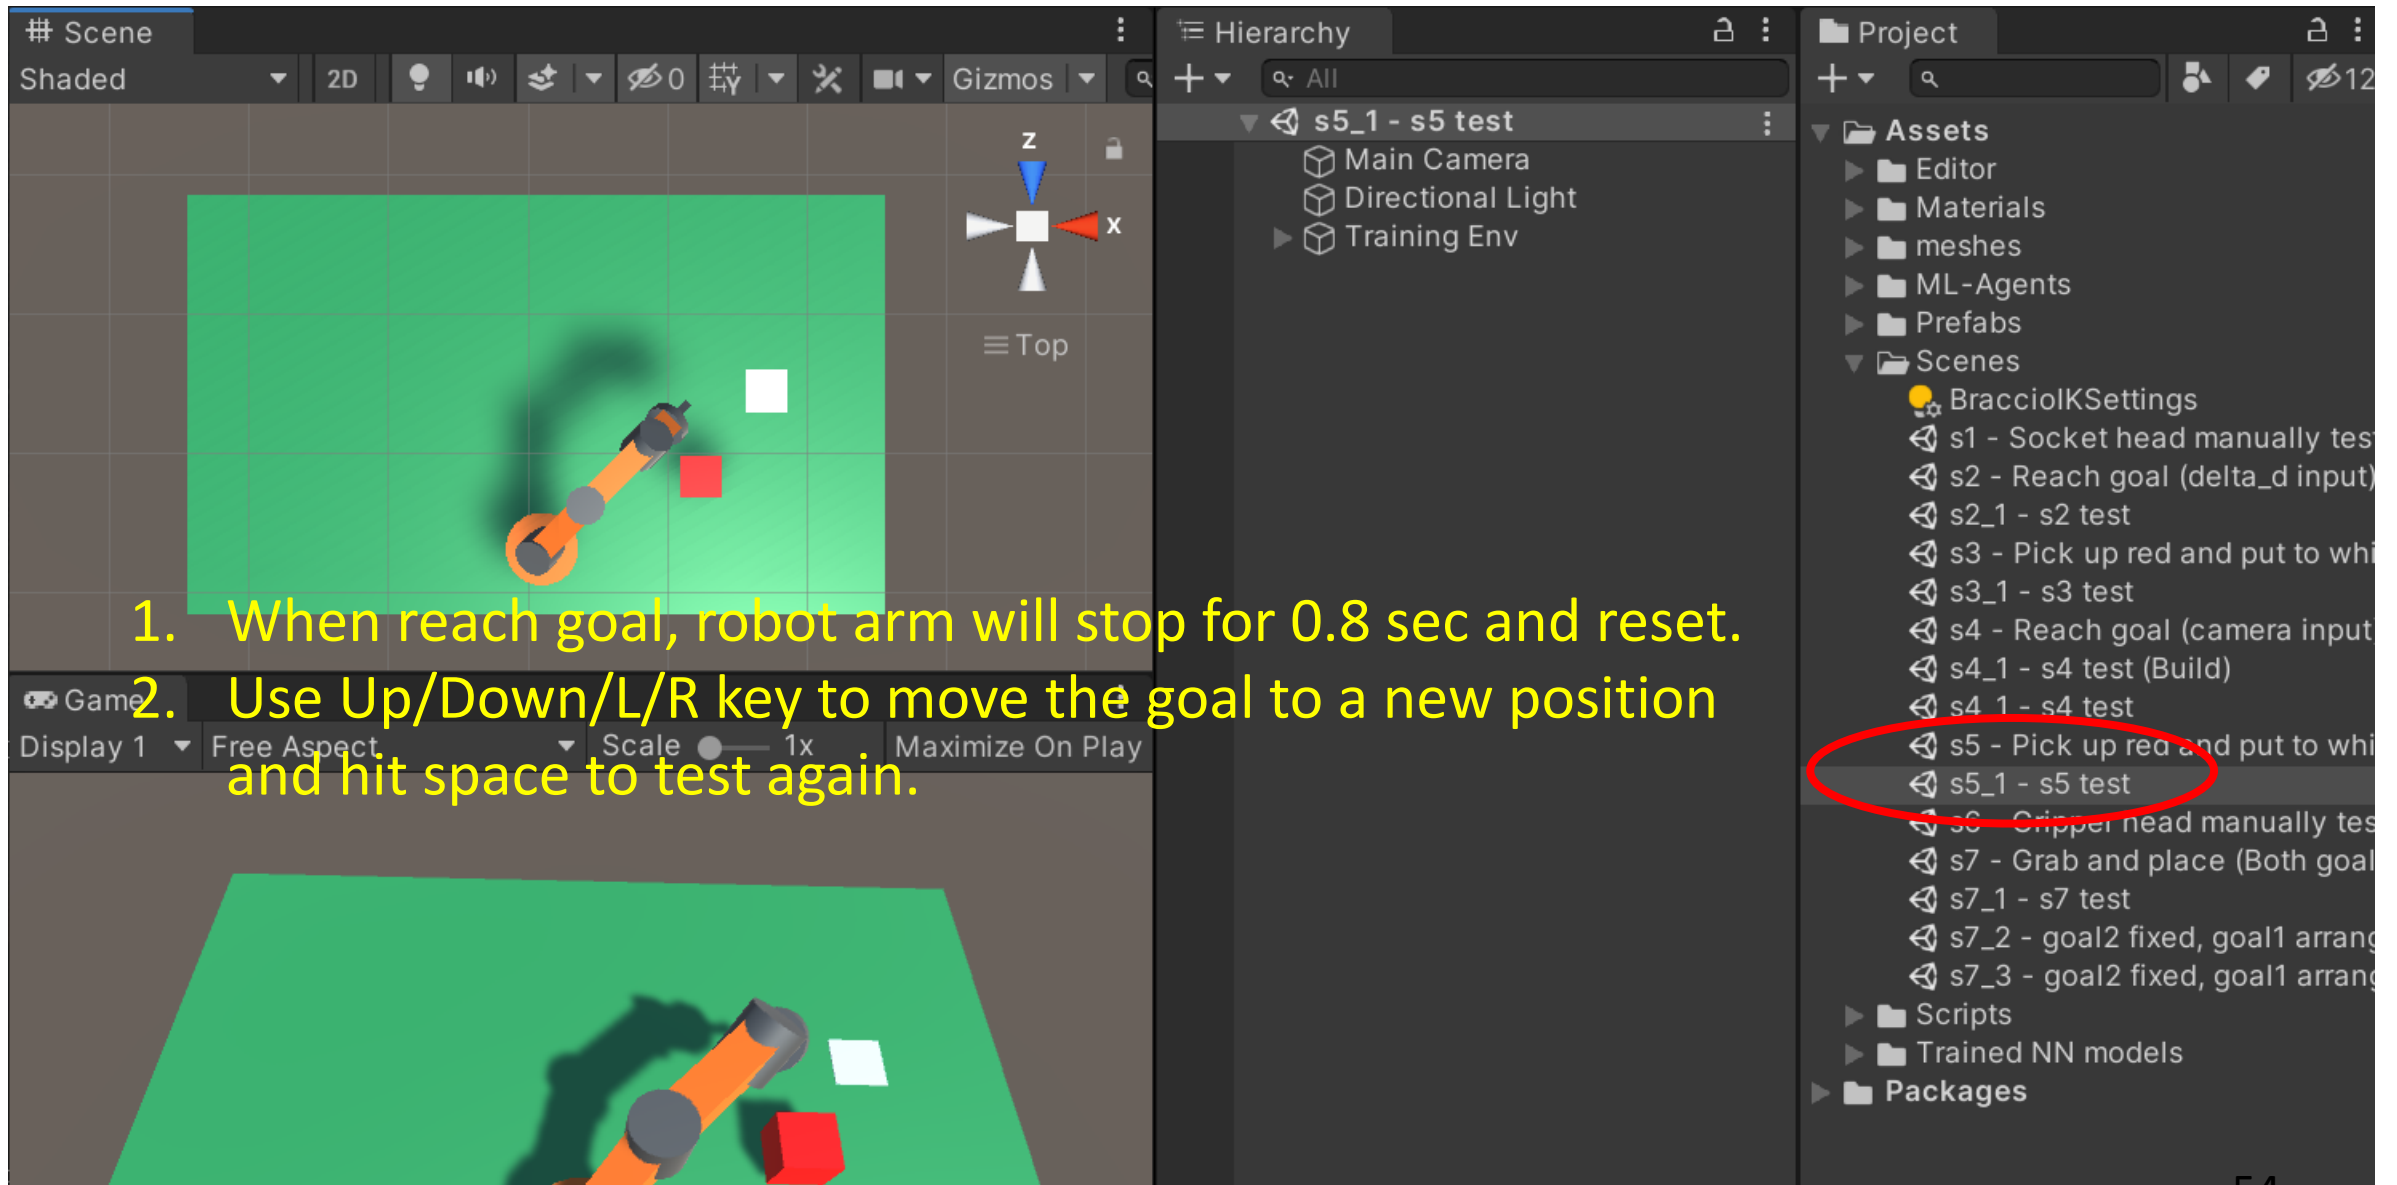 Scene
Shaded
2D
0
Gizmos
z
x
Top
1. When reach goal, robot arm will stop for 0.8 sec and reset.
2. Use Up/Down/L/R key to move the goal to a new position
and hit space to test again.
Game
Display 1
Free Aspect
Scale
1x
Maximize On Play
Hierarchy
All
s5_1 - s5 test
Main Camera
Directional Light
Training Env
Project
12
Assets
Editor
Materials
meshes
ML-Agents
Prefabs
Scenes
BraccioIKSettings
s1 - Socket head manually tes
s2 - Reach goal (delta_d input)
s2_1 - s2 test
s3 - Pick up red and put to whi
s3_1 - s3 test
s4 - Reach goal (camera input
s4_1 - s4 test (Build)
s4_1 - s4 test
s5 - Pick up red and put to whi
s5_1 - s5 test
s6 - Gripper head manually tes
s7 - Grab and place (Both goal
s7_1 - s7 test
s7_2 - goal2 fixed, goal1 arrang
s7_3 - goal2 fixed, goal1 arrang
Scripts
Trained NN models
Packages